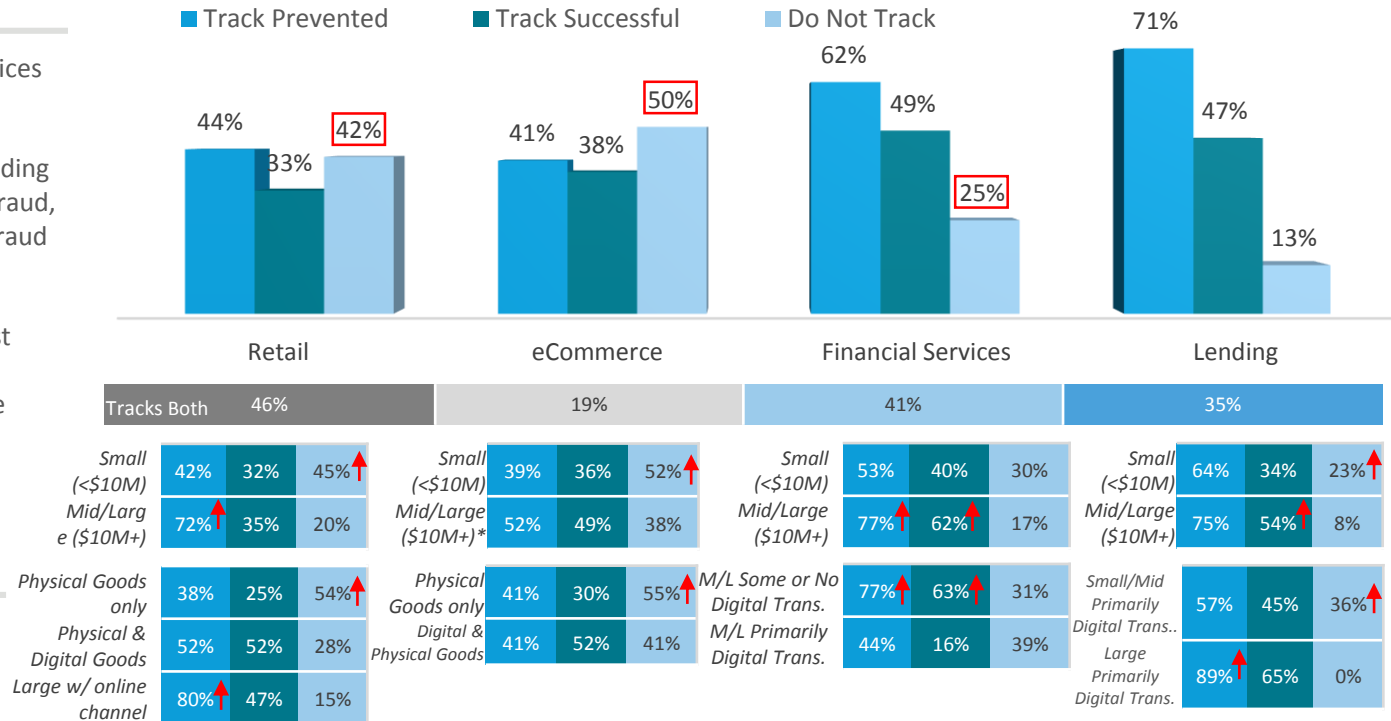 Track Prevented Track Successful Do Not Track
ices
ding
raud,
raud
st
e
44% 33% 42%
41% 38% 50%
62% 49% 25%
71% 47% 13%
Retail eCommerce Financial Services Lending
Tracks Both 46% 19% 41% 35%
Small
(<$10M)
42% 32% 45%
Mid/Larg
e ($10M+)
72% 35% 20%
Physical Goods
only
38% 25% 54%
Physical &
Digital Goods
52% 52% 28%
Large w/ online
channel
80% 47% 15%
Small
(<$10M)
39% 36% 52%
Mid/Large
($10M+)*
52% 49% 38%
Physical
Goods only
41% 30% 55%
Digital &
Physical Goods
41% 52% 41%
Small
(<$10M)
53% 40% 30%
Mid/Large
($10M+)
77% 62% 17%
M/L Some or No
Digital Trans.
77% 63% 31%
M/L Primarily
Digital Trans.
44% 16% 39%
Small
(<$10M)
64% 34% 23%
Mid/Large
($10M+)
75% 54% 8%
Small/Mid
Primarily
Digital Trans..
57% 45% 36%
Large
Primarily
Digital Trans.
89% 65% 0%